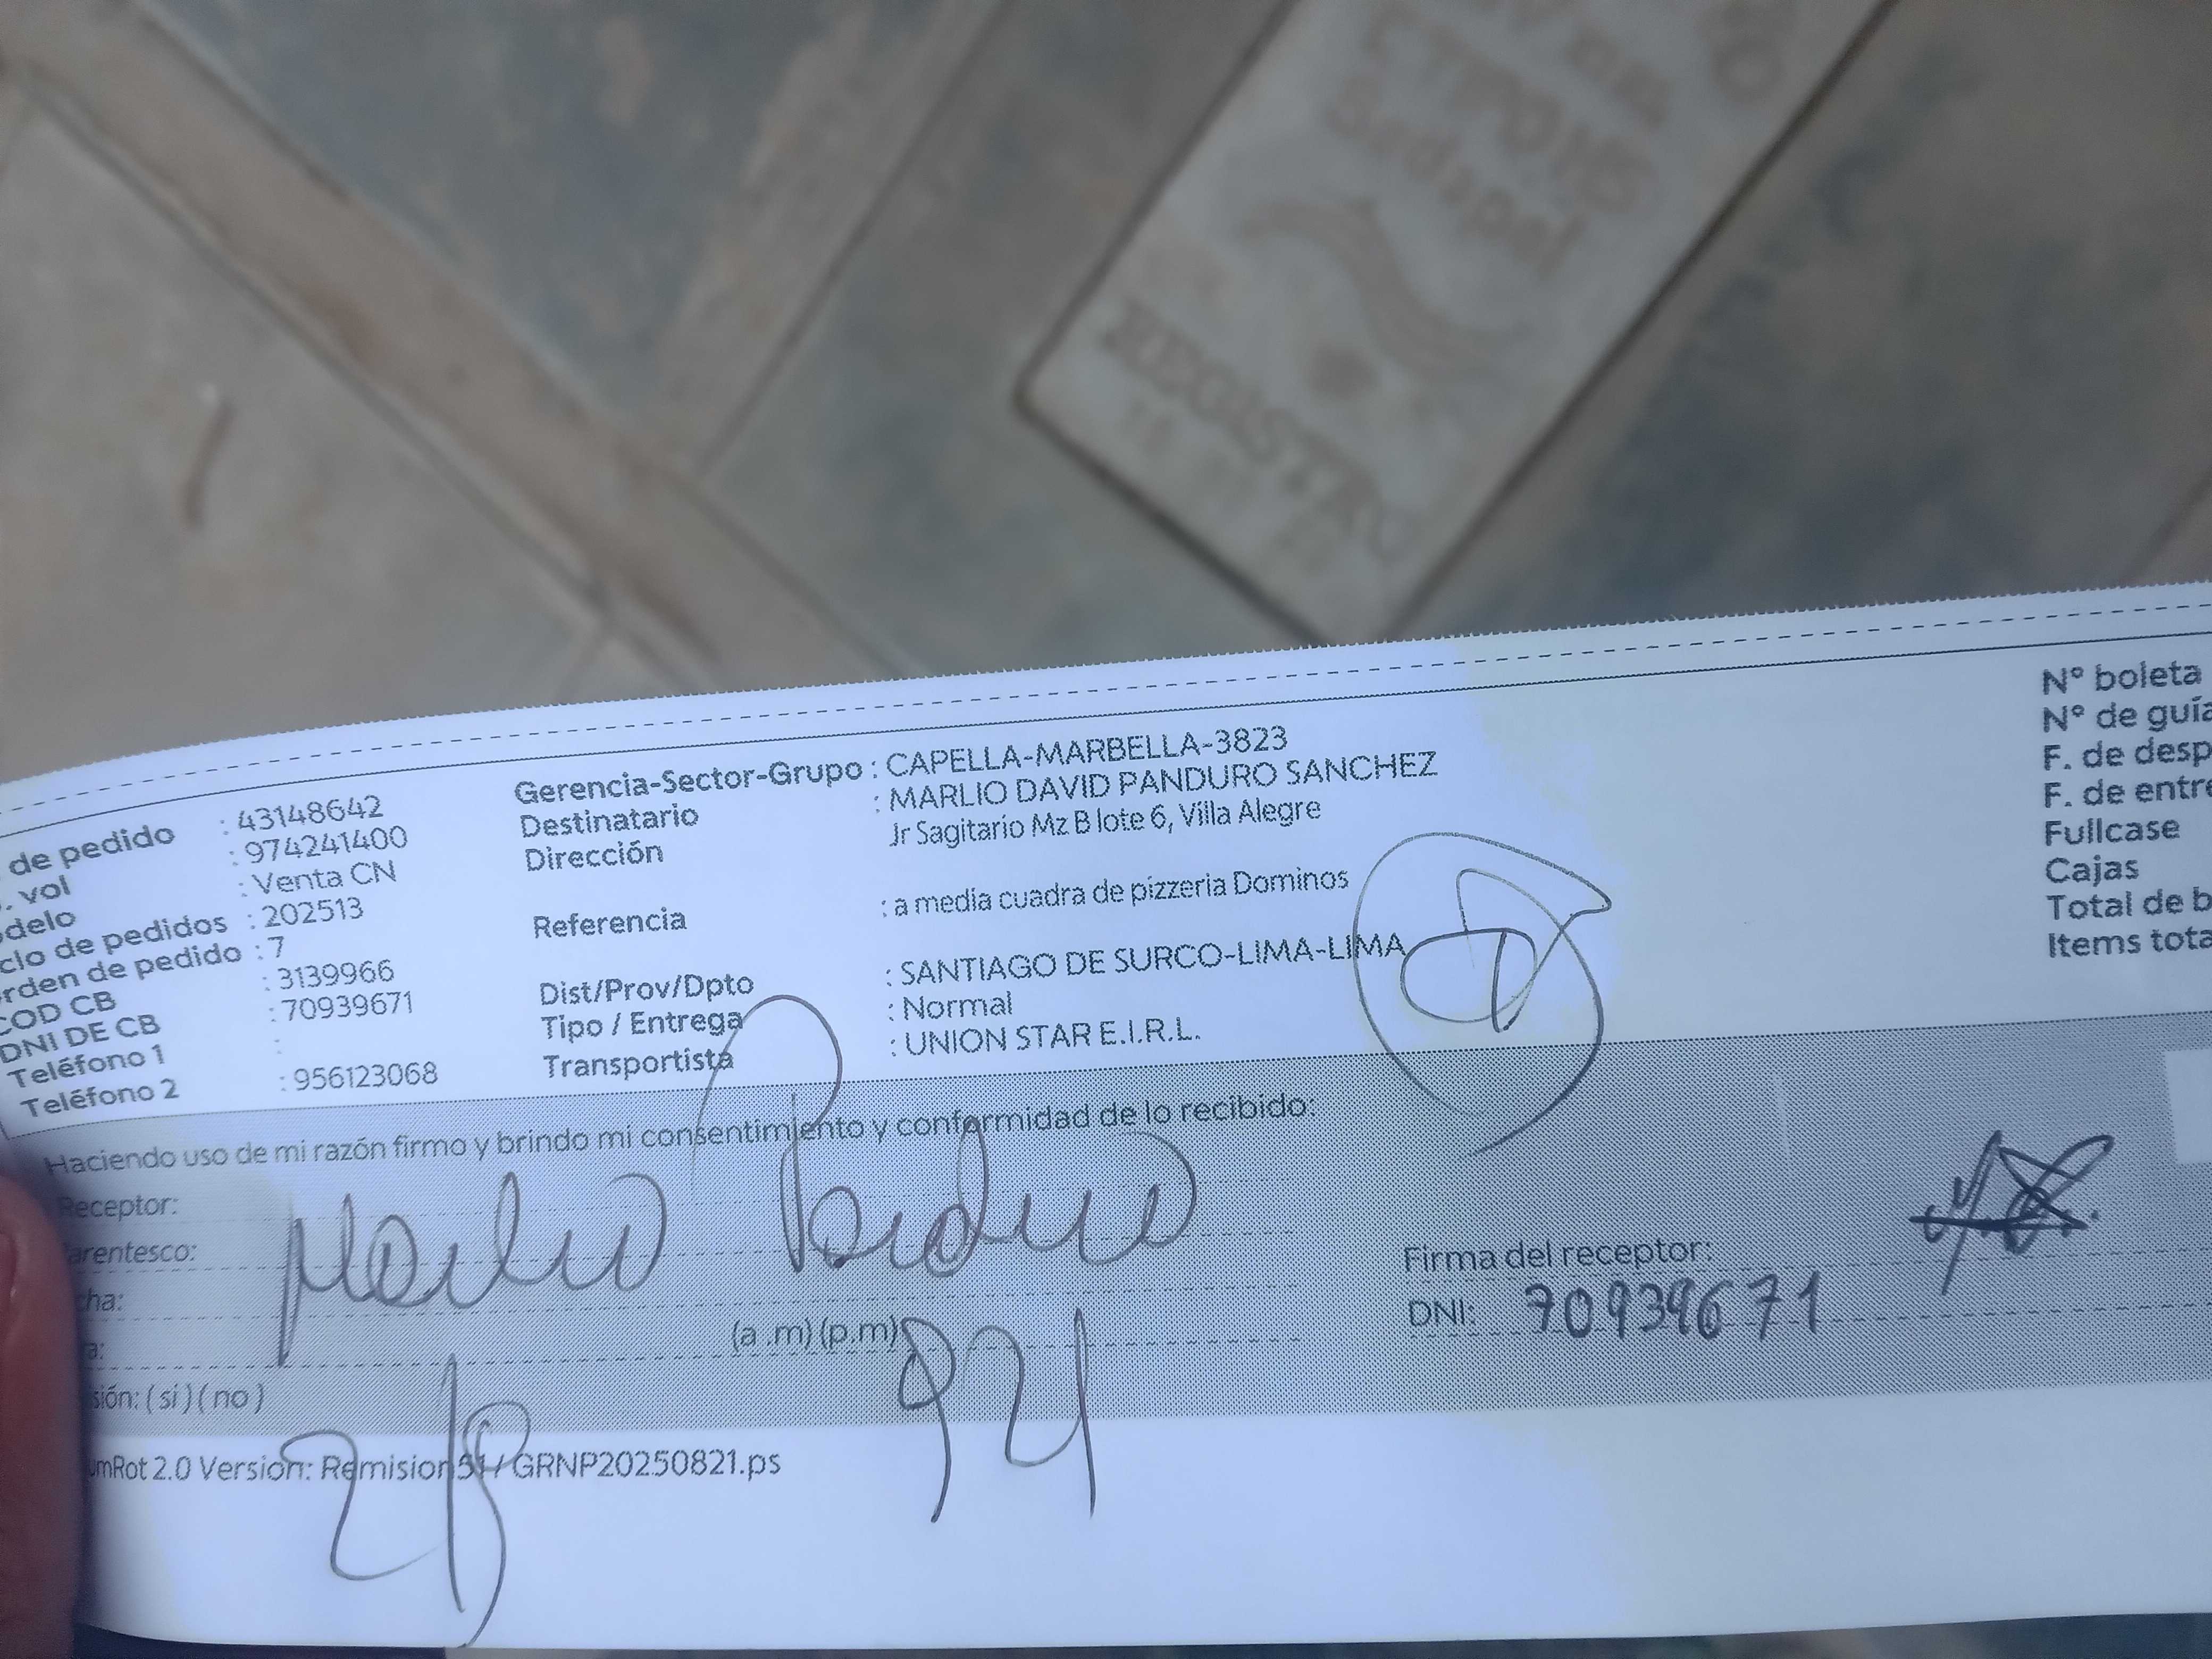 REGISTRO
de pedido : 43148642
. vol : 974241400
delo : Venta CN
clo de pedidos : 202513
rden de pedido : 7
COD CB : 3139966
DNI DE CB : 70939671
Teléfono 1 :
Teléfono 2 : 956123068
Gerencia-Sector-Grupo : CAPELLA-MARBELLA-3823
Destinatario : MARLIO DAVID PANDURO SANCHEZ
Dirección Jr Sagitario Mz B lote 6, Villa Alegre
Referencia : a media cuadra de pizzeria Dominos
Dist/Prov/Dpto : SANTIAGO DE SURCO-LIMA-LIMA
Tipo / Entrega : Normal
Transportista : UNION STAR E.I.R.L.
N° boleta
N° de guía
F. de desp
F. de entre
Fullcase
Cajas
Total de b
Items tota
Haciendo uso de mi razón firmo y brindo mi consentimiento y conformidad de lo recibido:
Receptor: Marlio Panduro
arentesco:
cha:
a: (a .m) (p.m) 921
sión: ( si ) ( no )
Firma del receptor:
DNI: 70939671
umRot 2.0 Version: Remision51 / GRNP20250821.ps